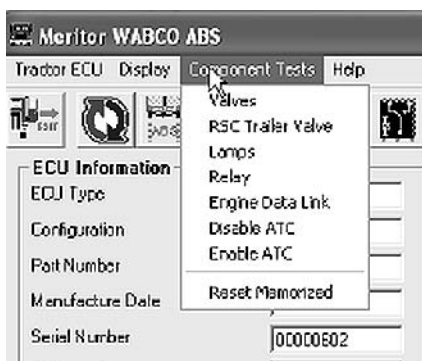 Meritor WABCO ABS
Tractor ECU Display Component Tests Help
Valves
RSC Trailer Valve
Lamps
Relay
Engine Data Link
Disable ATC
Enable ATC
Reset Memorized
ECU Information
ECU Type
Configuration
Part Number
Manufacture Date
Serial Number 00000602